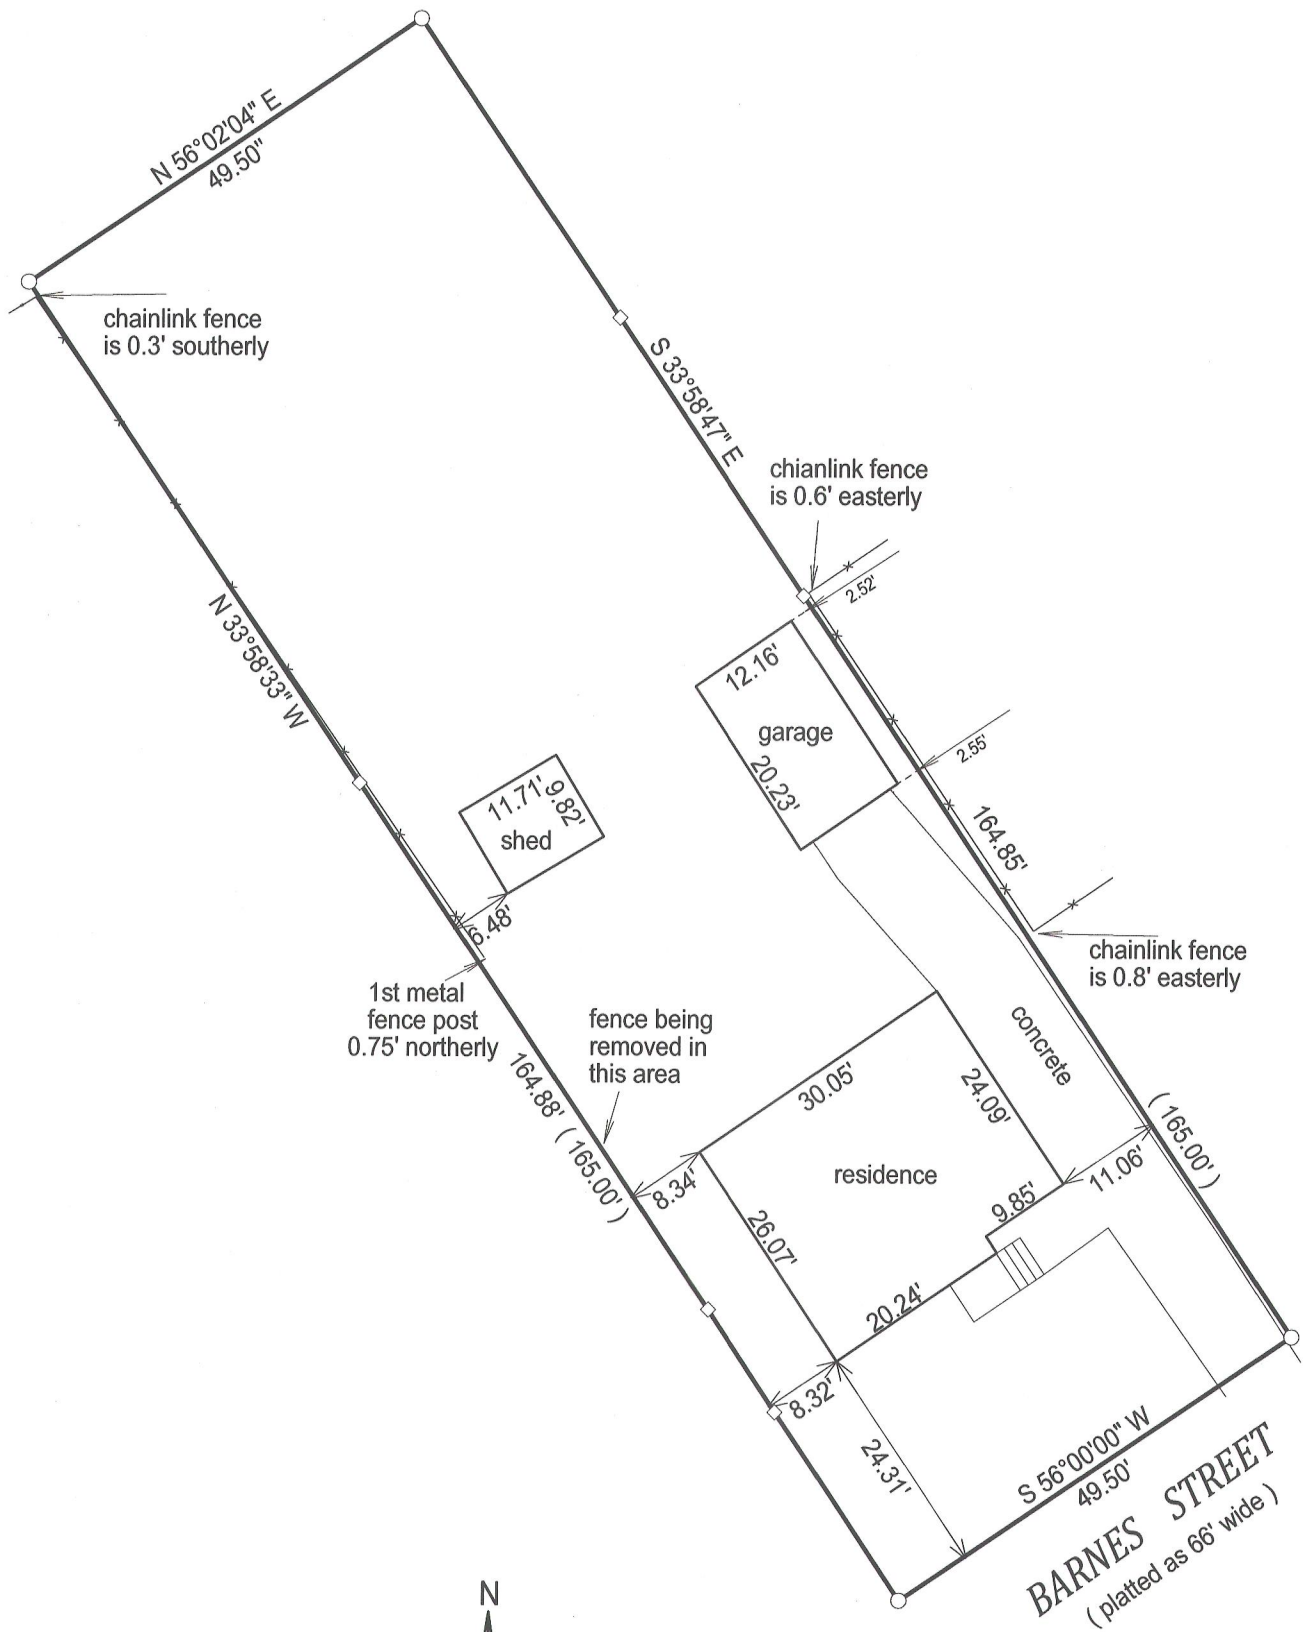 N 56°02'04" E
49.50"
chainlink fence
is 0.3' southerly
S 33°58'47" E
chianlink fence
is 0.6' easterly
2.52'
12.16'
garage
20.23'
2.55'
N 33°58'33" W
11.71'
9.82'
shed
164.85'
6.48'
chainlink fence
is 0.8' easterly
1st metal
fence post
0.75' northerly
fence being
removed in
this area
concrete
164.88' ( 165.00' )
30.05'
24.09'
( 165.00' )
residence
11.06'
8.34'
9.85'
26.07'
20.24'
8.32'
24.31'
S 56°00'00" W
49.50'
BARNES STREET
( platted as 66' wide )
N